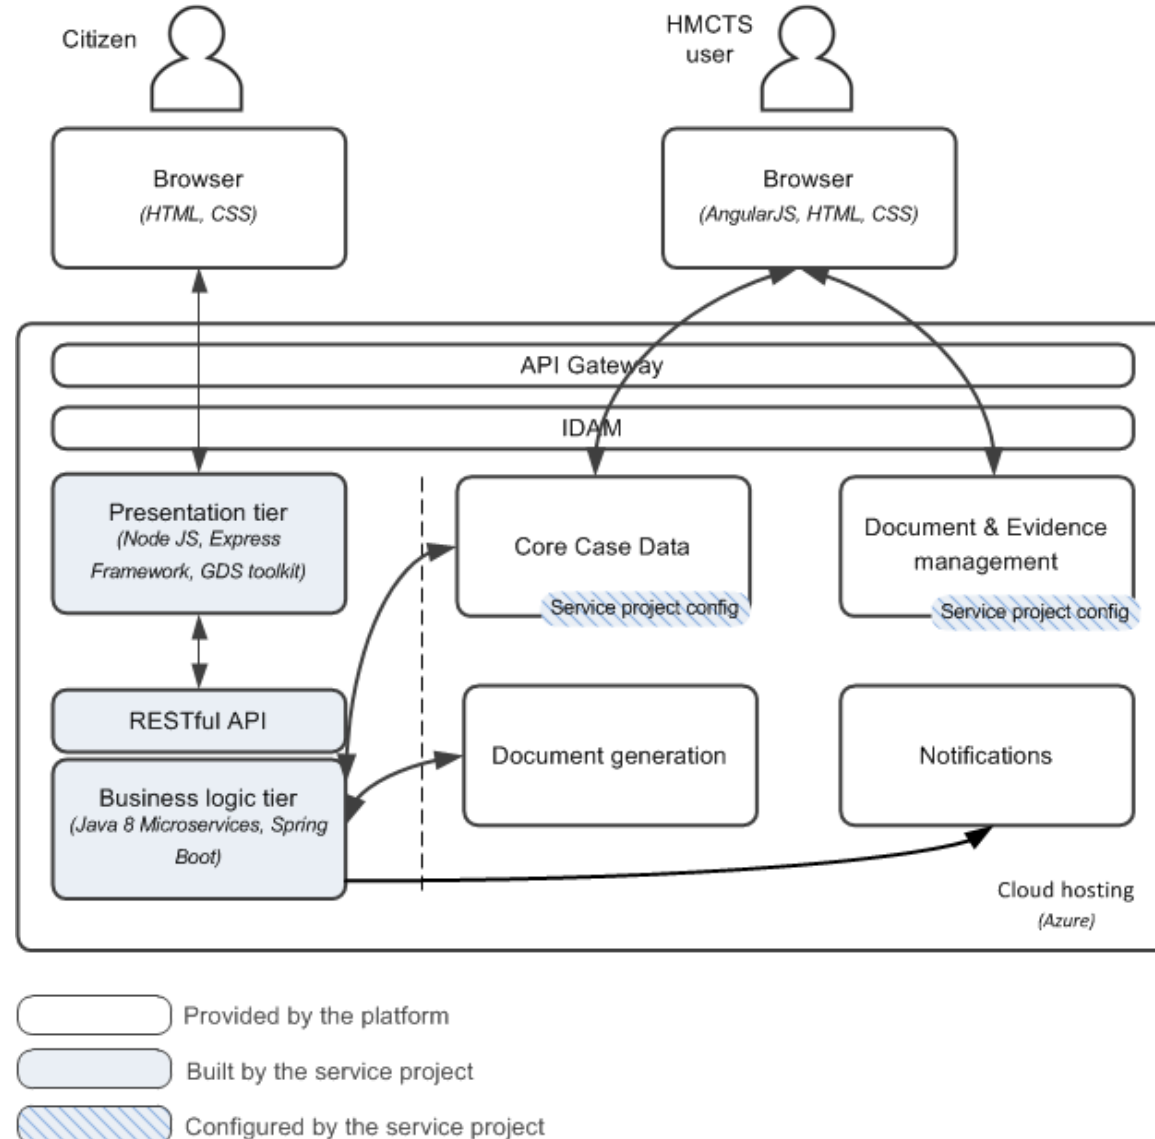 Citizen
HMCTS
user
Browser
(HTML, CSS)
Browser
(AngularJS, HTML, CSS)
API Gateway
IDAM
Presentation tier
(Node JS, Express
Framework, GDS toolkit)
Core Case Data
Service project config
Document & Evidence
management
Service project config
RESTful API
Business logic tier
(Java 8 Microservices, Spring
Boot)
Document generation
Notifications
Cloud hosting
(Azure)
Provided by the platform
Built by the service project
Configured by the service project